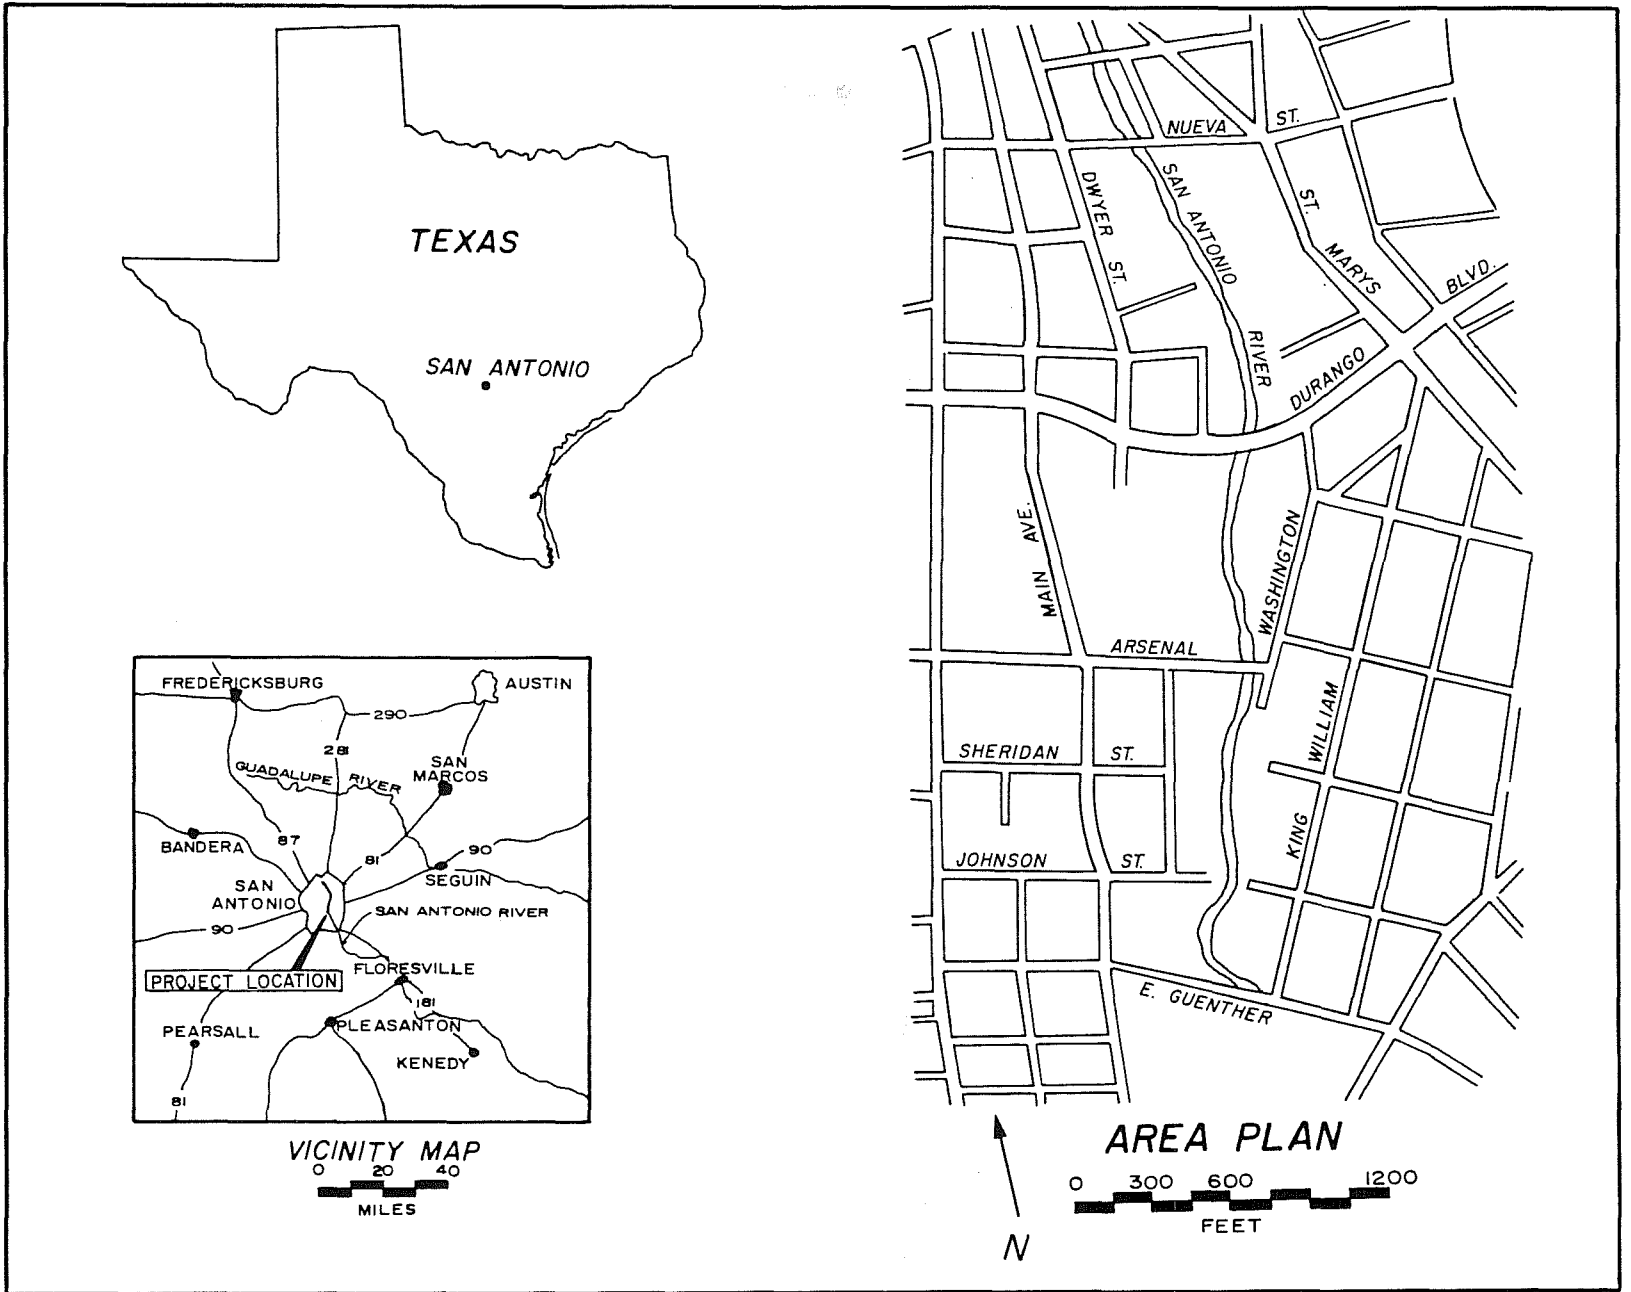 TEXAS
SAN ANTONIO
FREDERICKSBURG
AUSTIN
290
281
SAN
MARCOS
GUADALUPE RIVER
BANDERA
87
81
90
SEGUIN
SAN
ANTONIO
SAN ANTONIO RIVER
90
FLORESVILLE
PROJECT LOCATION
181
PEARSALL
PLEASANTON
KENEDY
81
VICINITY MAP
0 20 40
MILES
NUEVA ST.
DWYER ST.
SAN ANTONIO RIVER
ST. MARYS
DURANGO BLVD.
MAIN AVE.
WASHINGTON
ARSENAL
KING WILLIAM
SHERIDAN ST.
JOHNSON ST.
E. GUENTHER
AREA PLAN
0 300 600 1200
FEET
N